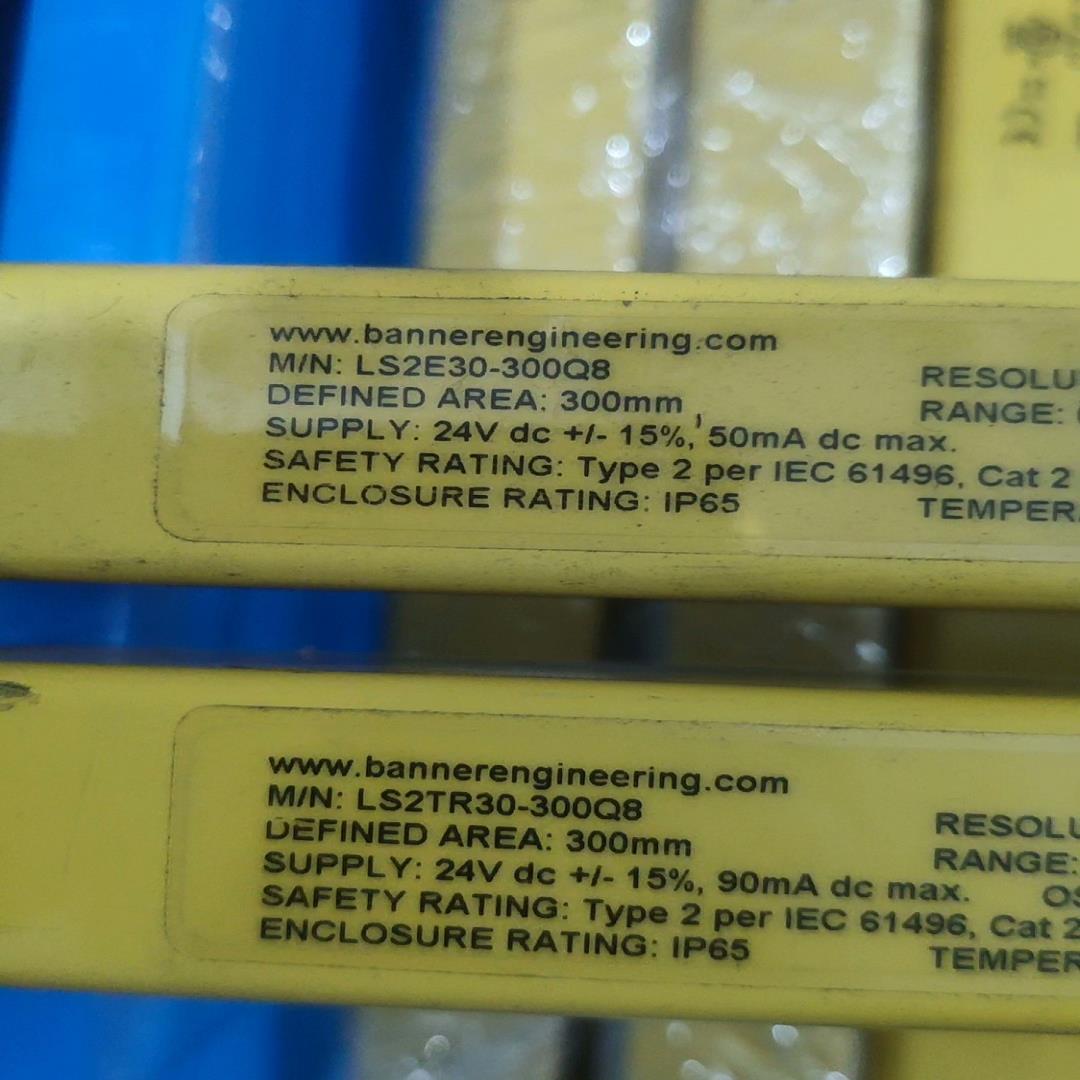 www.bannerengineering.com
M/N: LS2E30-300Q8
DEFINED AREA: 300mm
SUPPLY: 24V dc +/- 15%, 50mA dc max.
SAFETY RATING: Type 2 per IEC 61496, Cat 2
ENCLOSURE RATING: IP65
RESOLU
RANGE:
TEMPER
www.bannerengineering.com
M/N: LS2TR30-300Q8
DEFINED AREA: 300mm
SUPPLY: 24V dc +/- 15%, 90mA dc max.
SAFETY RATING: Type 2 per IEC 61496, Cat 2
ENCLOSURE RATING: IP65
RESOLU
RANGE:
OS
TEMPER